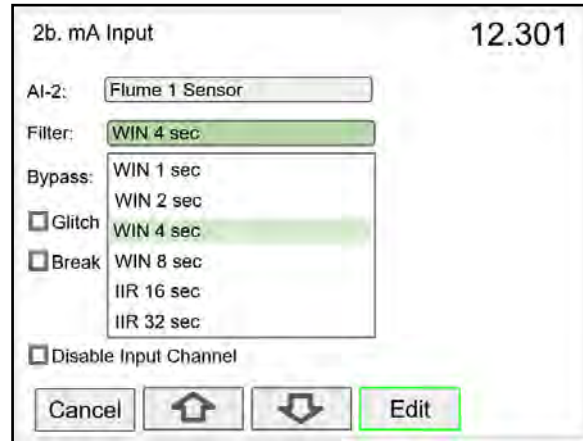 2b. mA Input
12.301
AI-2: Flume 1 Sensor
Filter: WIN 4 sec
Bypass:
WIN 1 sec
WIN 2 sec
Glitch
WIN 4 sec
Break
WIN 8 sec
IIR 16 sec
IIR 32 sec
Disable Input Channel
Cancel
Edit